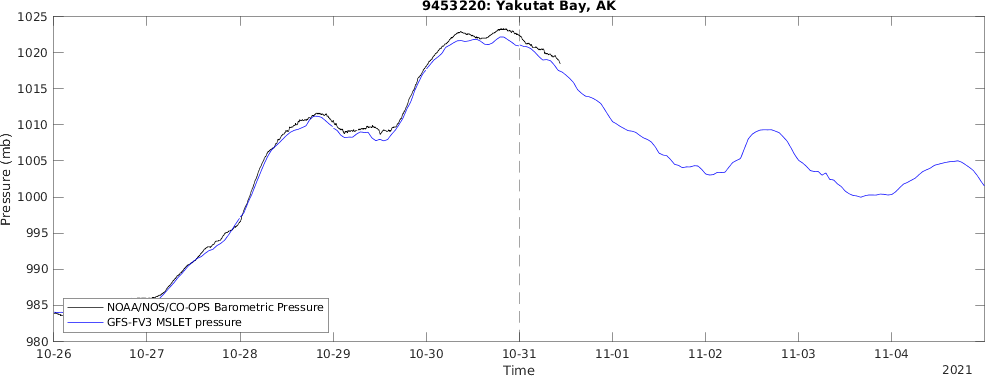 9453220: Yakutat Bay, AK
Pressure (mb)
1025
1020
1015
1010
1005
1000
995
990
985
980
NOAA/NOS/CO-OPS Barometric Pressure
GFS-FV3 MSLET pressure
10-26 10-27 10-28 10-29 10-30 10-31 11-01 11-02 11-03 11-04
Time
2021